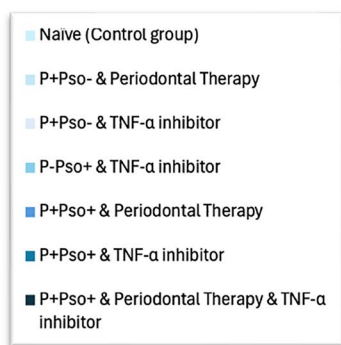 Naïve (Control group)
P+Pso- & Periodontal Therapy
P+Pso- & TNF-α inhibitor
P-Pso+ & TNF-α inhibitor
P+Pso+ & Periodontal Therapy
P+Pso+ & TNF-α inhibitor
P+Pso+ & Periodontal Therapy & TNF-α
inhibitor